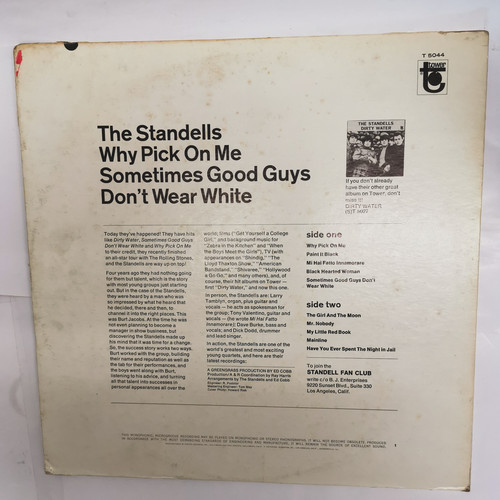 T 5044
tower
The Standells
Why Pick On Me
Sometimes Good Guys
Don't Wear White
THE STANDELLS
DIRTY WATER
If you don't already
have their other great
album on Tower, don't
miss it!
DIRTY WATER
(S)T 5027
Today they've happened! They have hits
like Dirty Water, Sometimes Good Guys
Don't Wear White and Why Pick On Me
to their credit, they recently finished
an all-star tour with The Rolling Stones,
and the Standells are way up on top!
Four years ago they had nothing going
for them but talent, which is the story
with most young groups just starting
out. But in the case of the Standells,
they were heard by a man who was
so impressed by what he heard that
he decided, there and then, to
channel it into the right places. This
was Burt Jacobs. At the time he was
not even planning to become a
manager in show business, but
discovering the Standells made up
his mind that it was time for a change.
So, the success story works two ways.
Burt worked with the group, building
their name and reputation as well as
the lab for their performances, and
the boys went along with Burt,
listening to his advice, and turning
all that talent into successes in
personal appearances all over the
world, films ("Get Yourself a College
Girl," and background music for
"Zebra in the Kitchen" and "When
the Boys Meet the Girls"), TV (with
appearances on "Shindig," "The
Lloyd Thaxton Show," "American
Bandstand," "Shivaree," "Hollywood
a Go Go," and many others), and, of
course, their hit albums on Tower —
first "Dirty Water," and now this one.
In person, the Standells are: Larry
Tamblyn, organ, plus guitar and
vocals — he acts as spokesman for
the group; Tony Valentino, guitar and
vocals — (he wrote Mi Hai Fatto
Innamorare); Dave Burke, bass and
vocals; and Dick Dodd, drummer
and lead singer.
In action, the Standells are one of the
world's greatest and most exciting
young quartets, and here are their
latest recordings:
A GREENGRASS PRODUCTION BY ED COBB
Production/A & R Coordination by Ray Harris
Arrangements by The Standells and Ed Cobb
side one
Why Pick On Me
Paint It Black
Mi Hai Fatto Innamorare
Black Hearted Woman
Sometimes Good Guys Don't
Wear White
side two
The Girl And The Moon
Mr. Nobody
My Little Red Book
Mainline
Have You Ever Spent The Night in Jail
To join the
STANDELL FAN CLUB
write c/o B. J. Enterprises
9220 Sunset Blvd., Suite 330
Los Angeles, Calif.